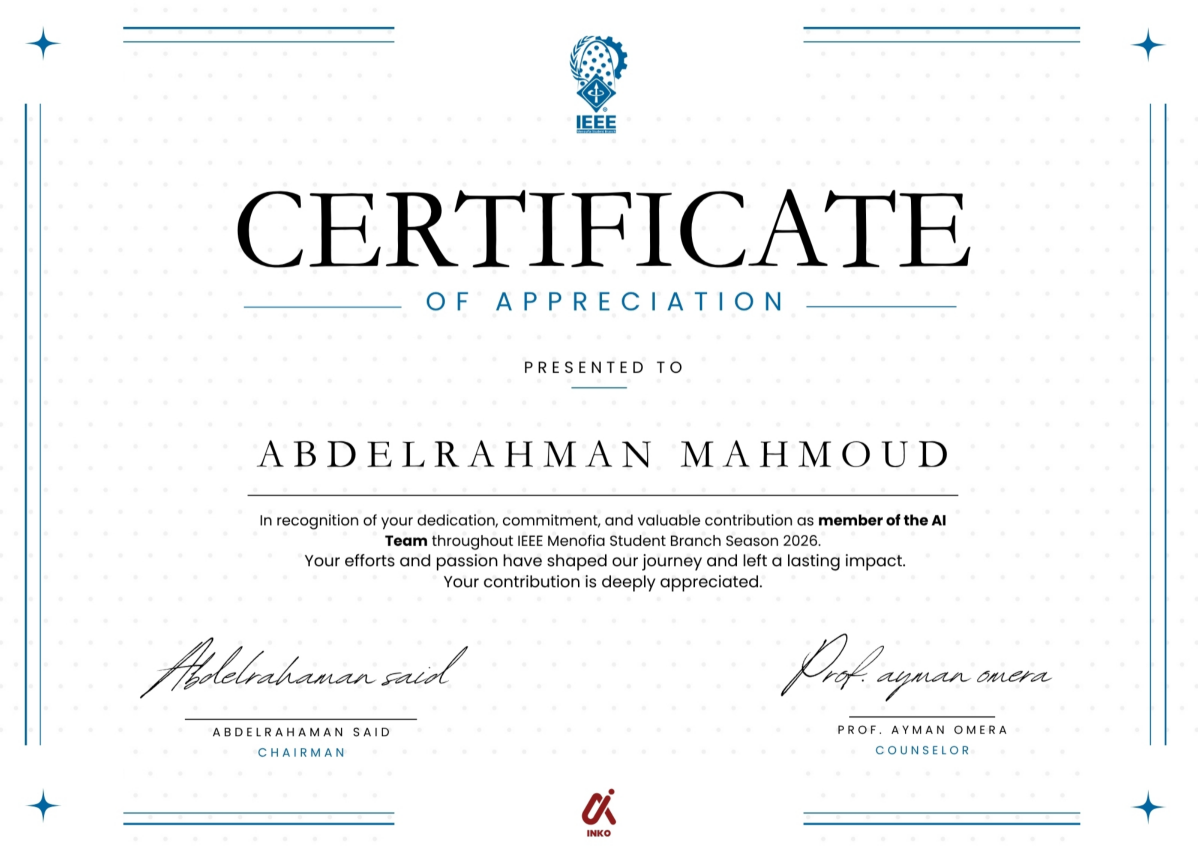 IEEE
CERTIFICATE
OF APPRECIATION
PRESENTED TO
ABDELRAHMAN MAHMOUD
In recognition of your dedication, commitment, and valuable contribution as member of the AI
Team throughout IEEE Menofia Student Branch Season 2026.
Your efforts and passion have shaped our journey and left a lasting impact.
Your contribution is deeply appreciated.
Abdelrahaman said
ABDELRAHAMAN SAID
CHAIRMAN
Prof. ayman omera
PROF. AYMAN OMERA
COUNSELOR
INKO